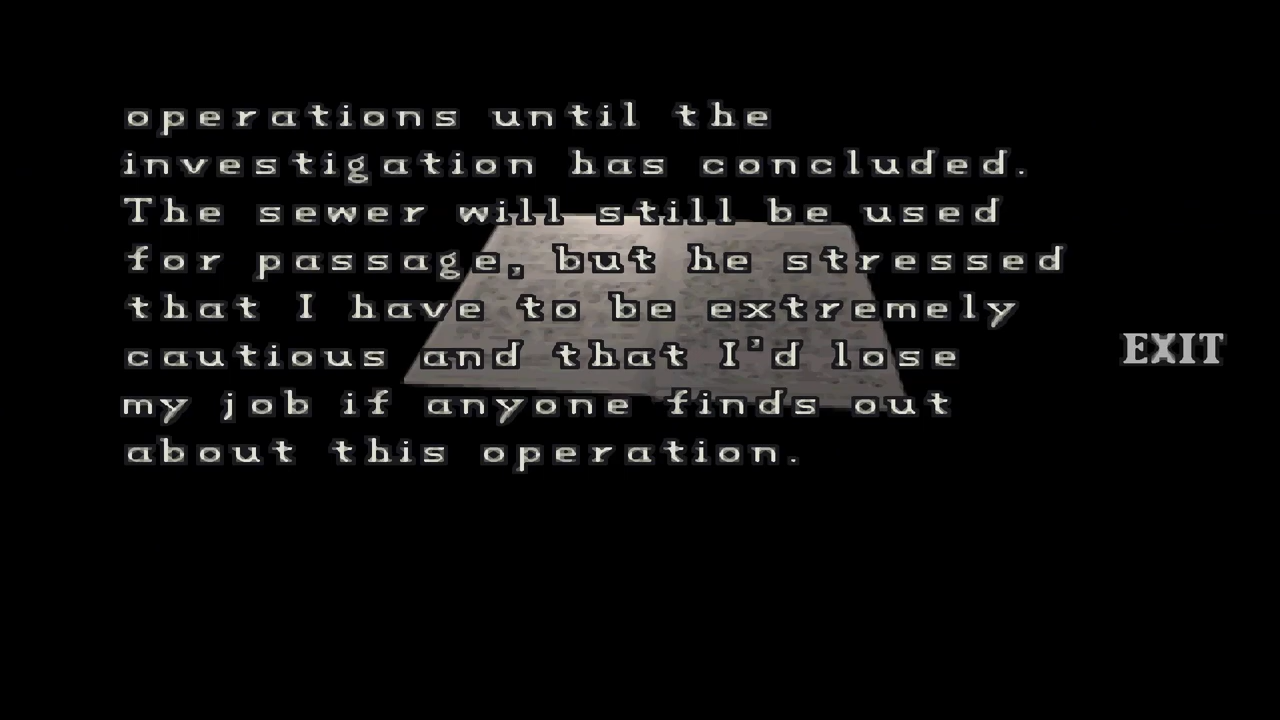 operations until the
investigation has concluded.
The sewer will still be used
for passage, but he stressed
that I have to be extremely
cautious and that I'd lose
my job if anyone finds out
about this operation.
EXIT